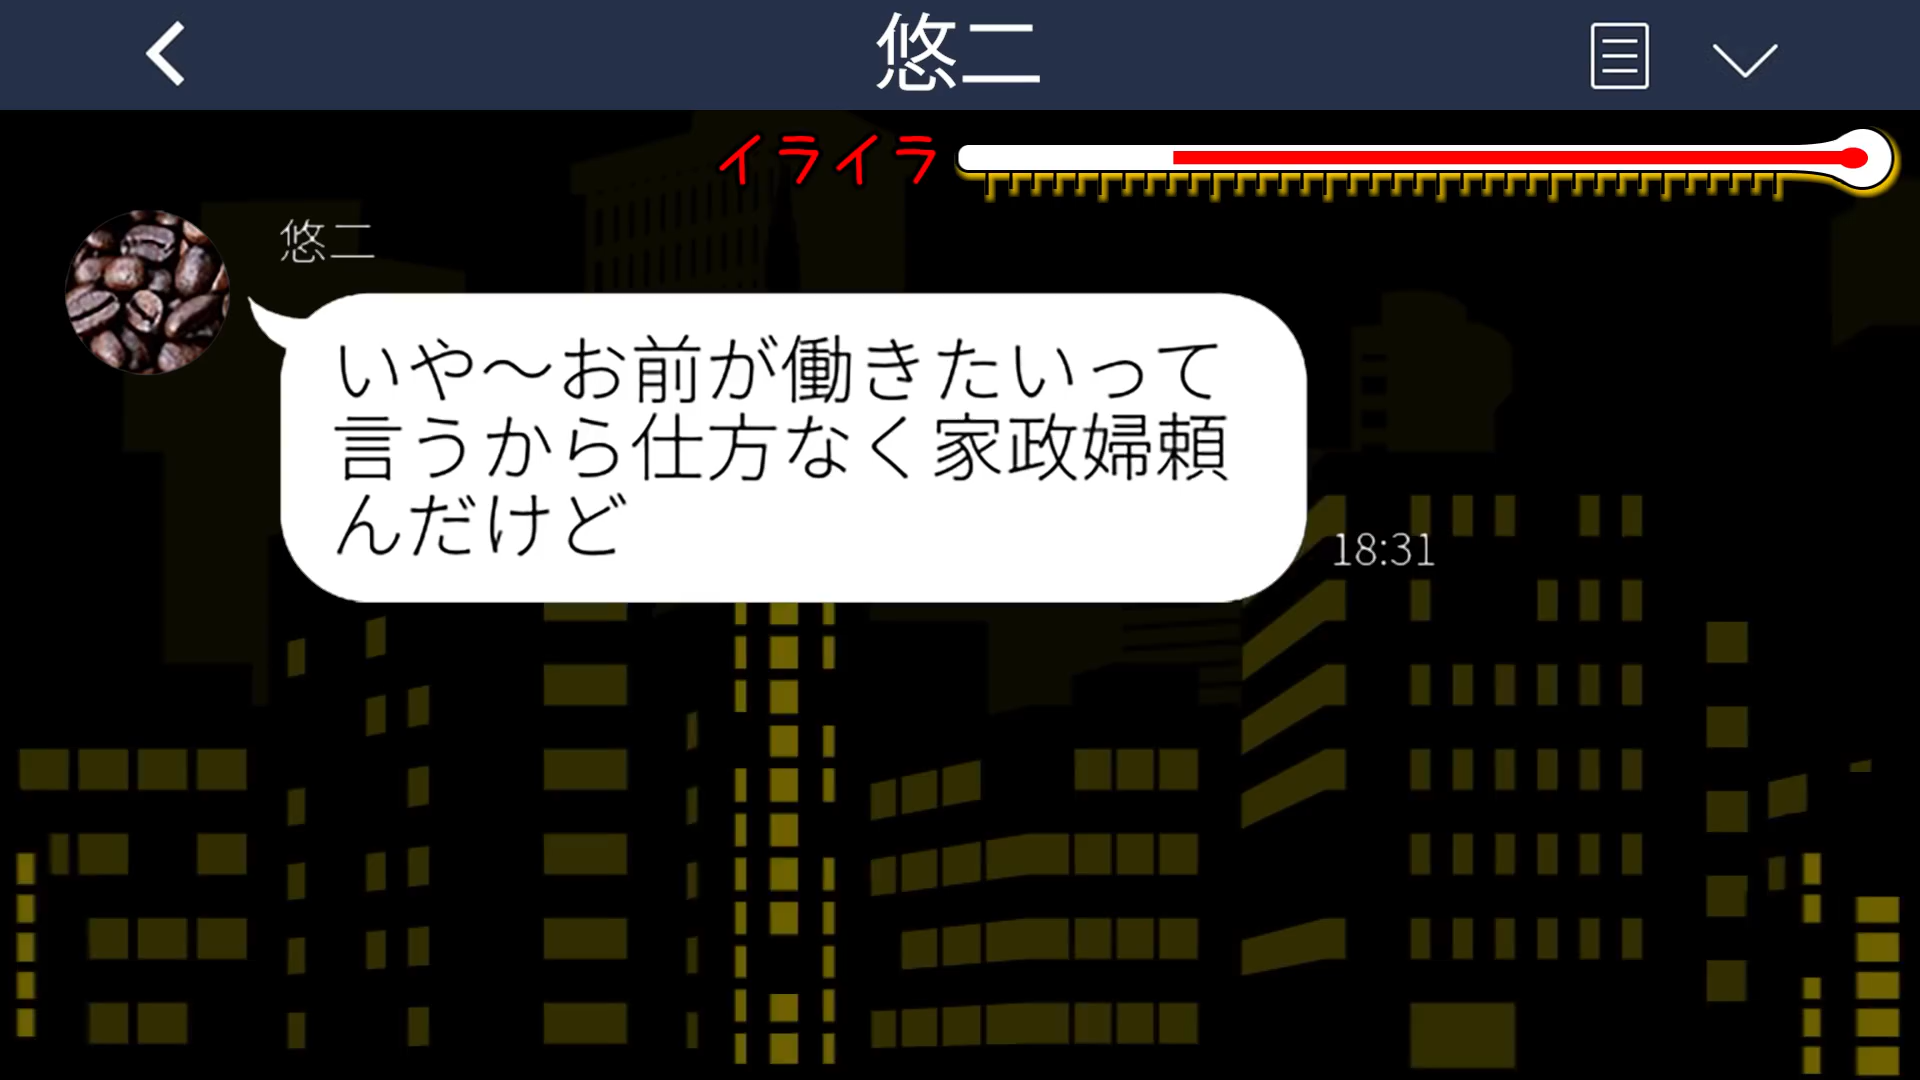 悠二
イライラ
悠二
いや～お前が働きたいって
言うから仕方なく家政婦頼
んだけど
18:31